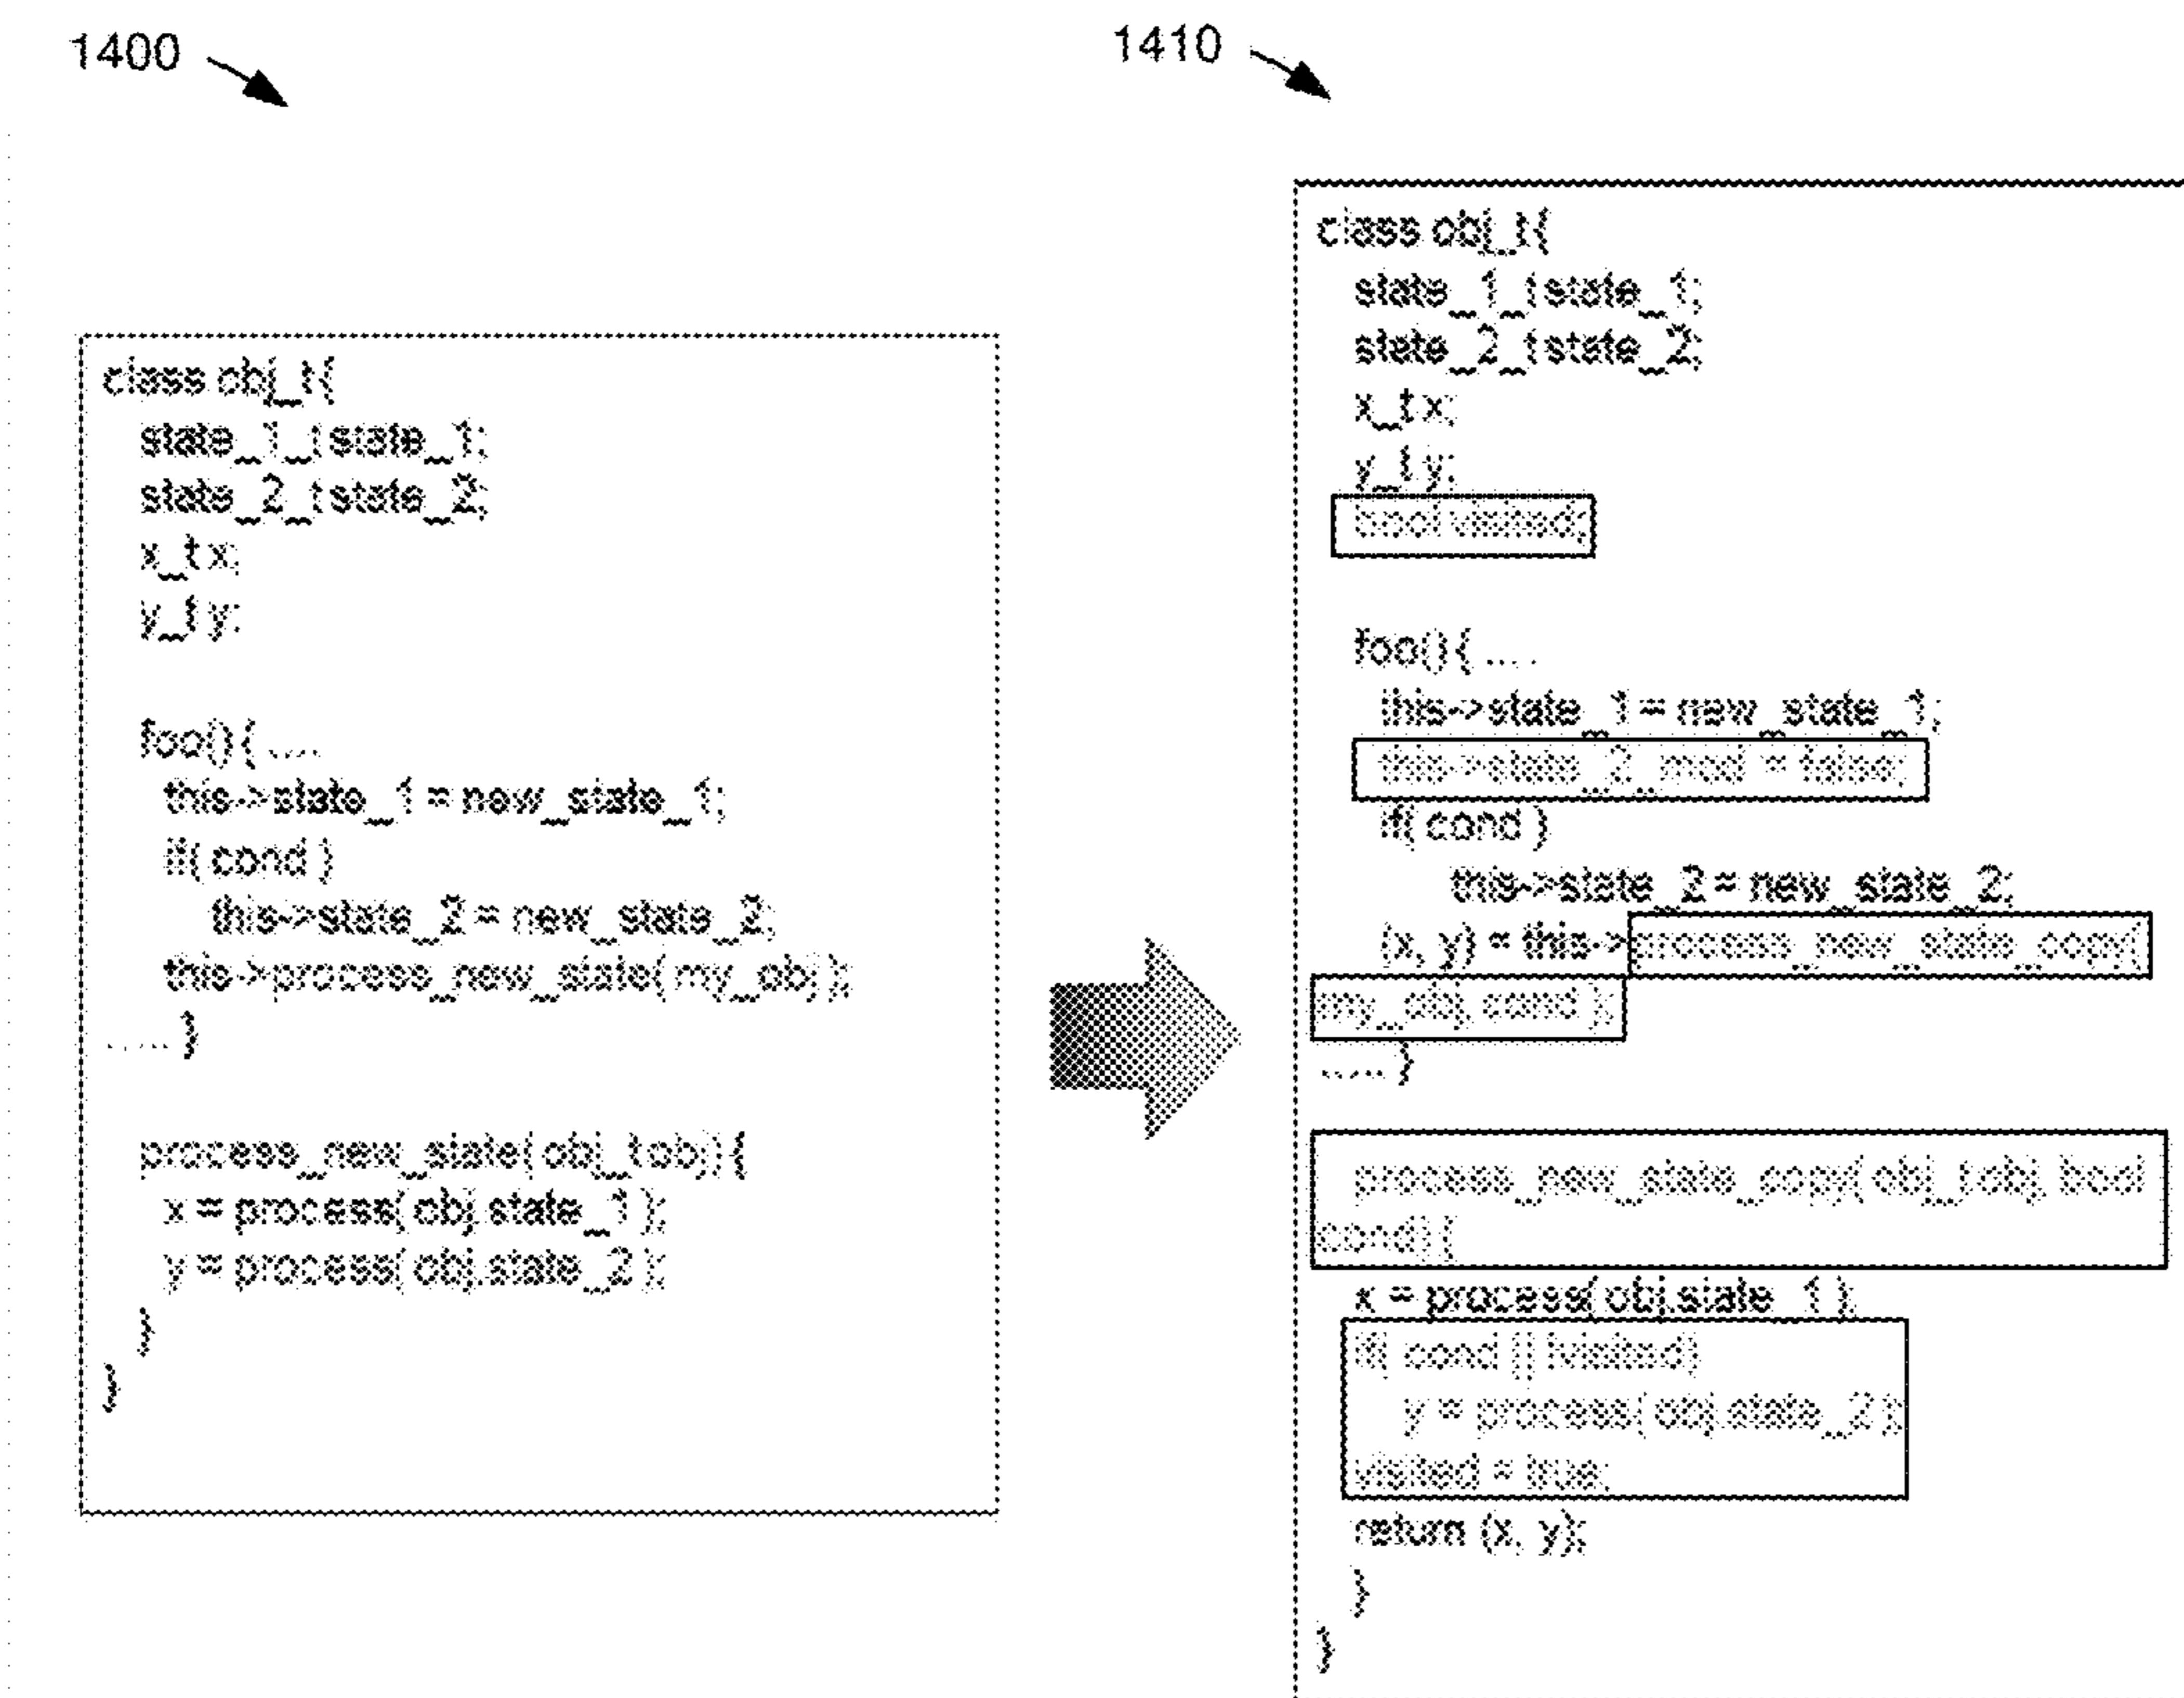 1400
class obj_t{
state_1_t state_1;
state_2_t state_2;
x_t x;
y_t y;
foo(){ ....
this->state_1 = new_state_1;
if( cond )
this->state_2 = new_state_2;
this->process_new_state( my_obj );
..... }
process_new_state( obj_t obj){
x = process( obj.state_1 );
y = process( obj.state_2 );
}
}
1410
class obj_t{
state_1_t state_1;
state_2_t state_2;
x_t x;
y_t y;
bool visited;
foo(){ ....
this->state_1 = new_state_1;
this->state_2_mod = false;
if( cond )
this->state_2 = new_state_2;
(x, y) = this->process_new_state_copy(
my_obj, cond );
..... }
process_new_state_copy( obj_t obj, bool
cond){
x = process( obj.state_1 );
if( cond || !visited)
y = process( obj.state_2 );
visited = true;
return (x, y);
}
}